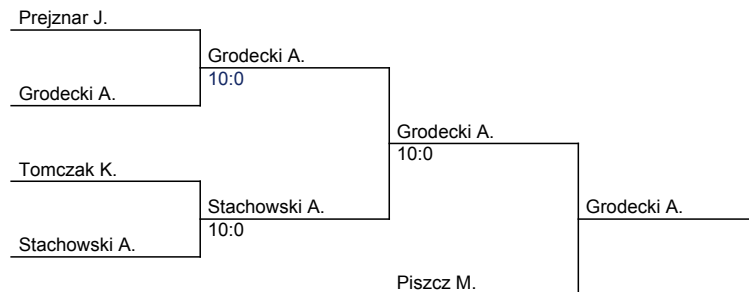 Prejznar J.
Grodecki A.
10:0
Grodecki A.
Grodecki A.
10:0
Tomczak K.
Stachowski A.
Grodecki A.
10:0
Stachowski A.
Piszcz M.